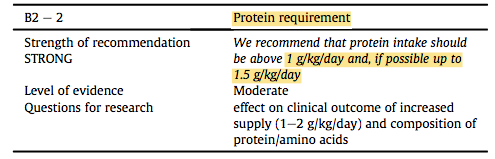 B2 – 2 Protein requirement
Strength of recommendation We recommend that protein intake should
STRONG be above 1 g/kg/day and, if possible up to
1.5 g/kg/day
Level of evidence Moderate
Questions for research effect on clinical outcome of increased
supply (1–2 g/kg/day) and composition of
protein/amino acids